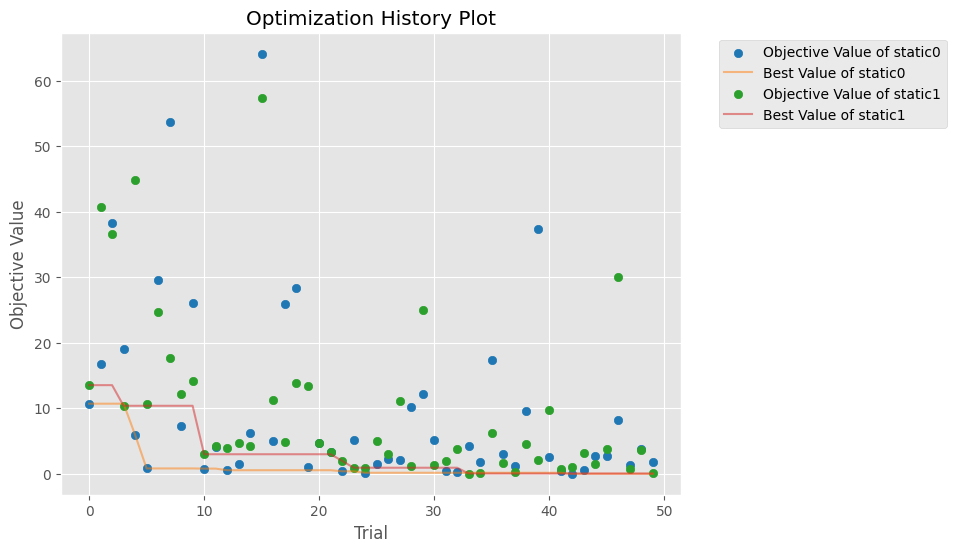 Optimization History Plot
Objective Value of static0
Best Value of static0
Objective Value of static1
Best Value of static1
60
50
40
30
20
10
0
Objective Value
0 10 20 30 40 50
Trial